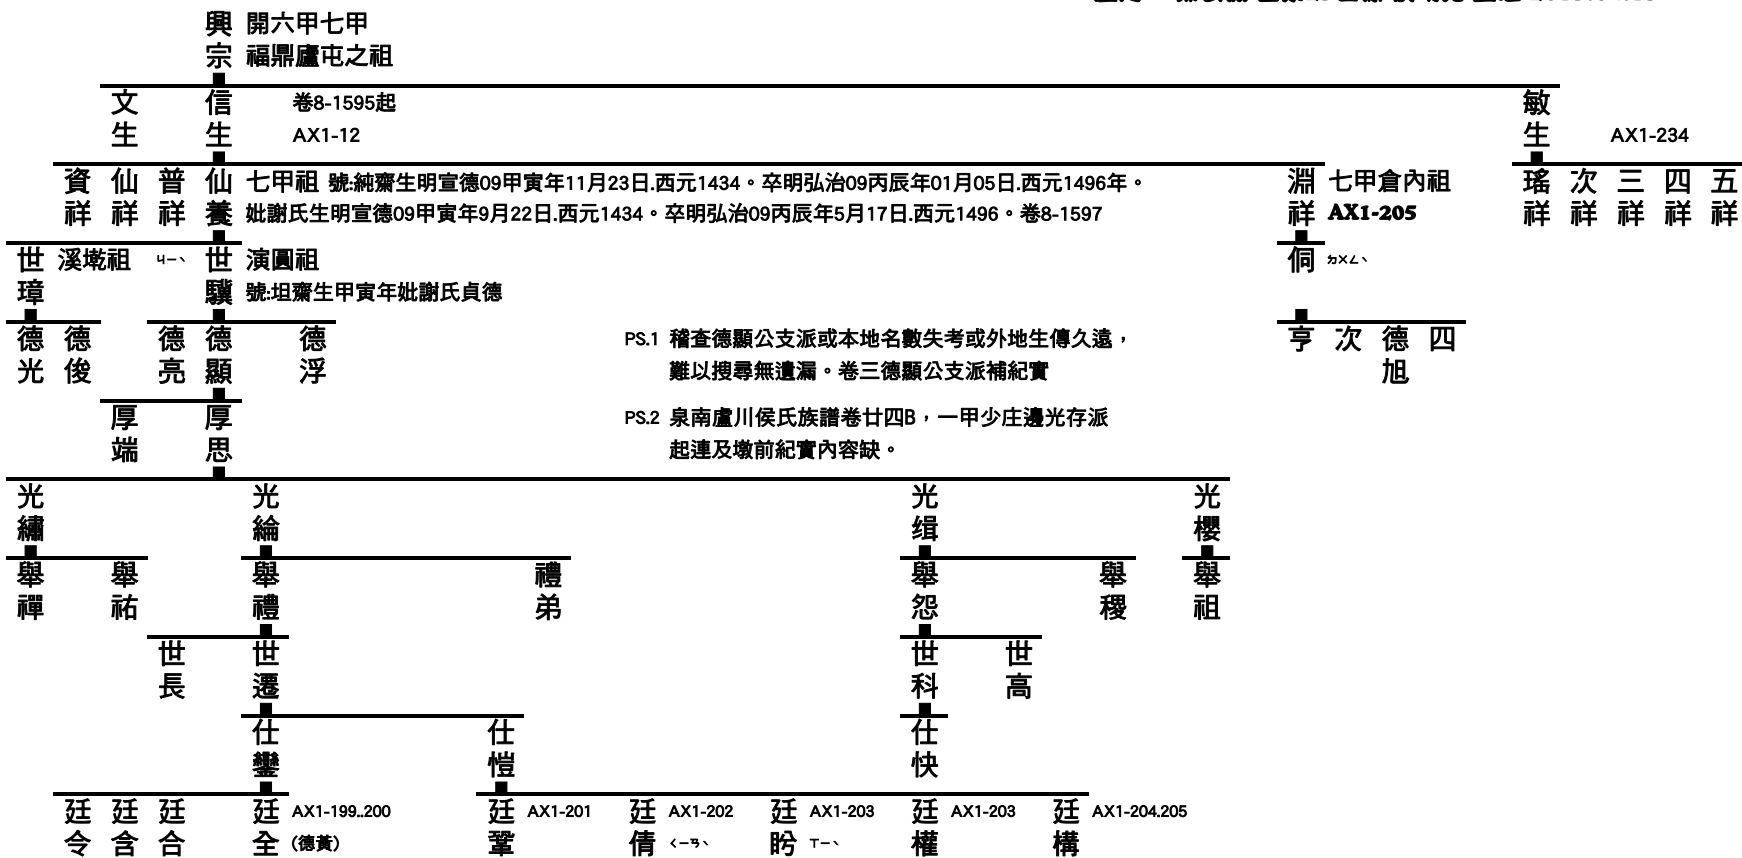 興宗 開六甲七甲
福鼎廬屯之祖
文生 信生 卷8-1595起 敏生
AX1-12 AX1-234
資祥 仙祥 普祥 仙養 七甲祖 號:純齋生明宣德09甲寅年11月23日.西元1434。卒明弘治09丙辰年01月05日.西元1496年。 淵祥 七甲倉內祖 瑤祥 次祥 三祥 四祥 五祥
妣謝氏生明宣德09甲寅年9月22日.西元1434。卒明弘治09丙辰年5月17日.西元1496。卷8-1597 AX1-205
世璋 溪墘祖 ㄐㄧˋ 世驥 演圓祖 侗 ㄉㄨㄥˋ
號:坦齋生甲寅年妣謝氏貞德
德光 德俊 德亮 德顯 德浮 亨 次 德旭 四
PS.1 稽查德顯公支派或本地名數失考或外地生傳久遠，
難以搜尋無遺漏。卷三德顯公支派補紀實
厚端 厚思
PS.2 泉南盧川侯氏族譜卷廿四B，一甲少庄邊光存派
起連及墩前紀實內容缺。
光繡 光綸 光缉 光櫻
舉禪 舉祐 舉禮 禮弟 舉怨 舉稷 舉祖
世長 世遷 世科 世高
仕鑾 仕愷 仕快
廷令 廷含 廷合 廷全 AX1-199..200 廷鞏 AX1-201 廷倩 AX1-202 廷盻 AX1-203 廷權 AX1-203 廷構 AX1-204.205
(德黃) ㄑㄧㄢˋ ㄒㄧˋ